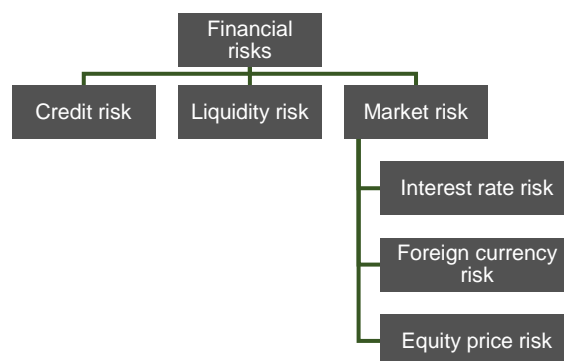 Financial
risks
Credit risk
Liquidity risk
Market risk
Interest rate risk
Foreign currency
risk
Equity price risk